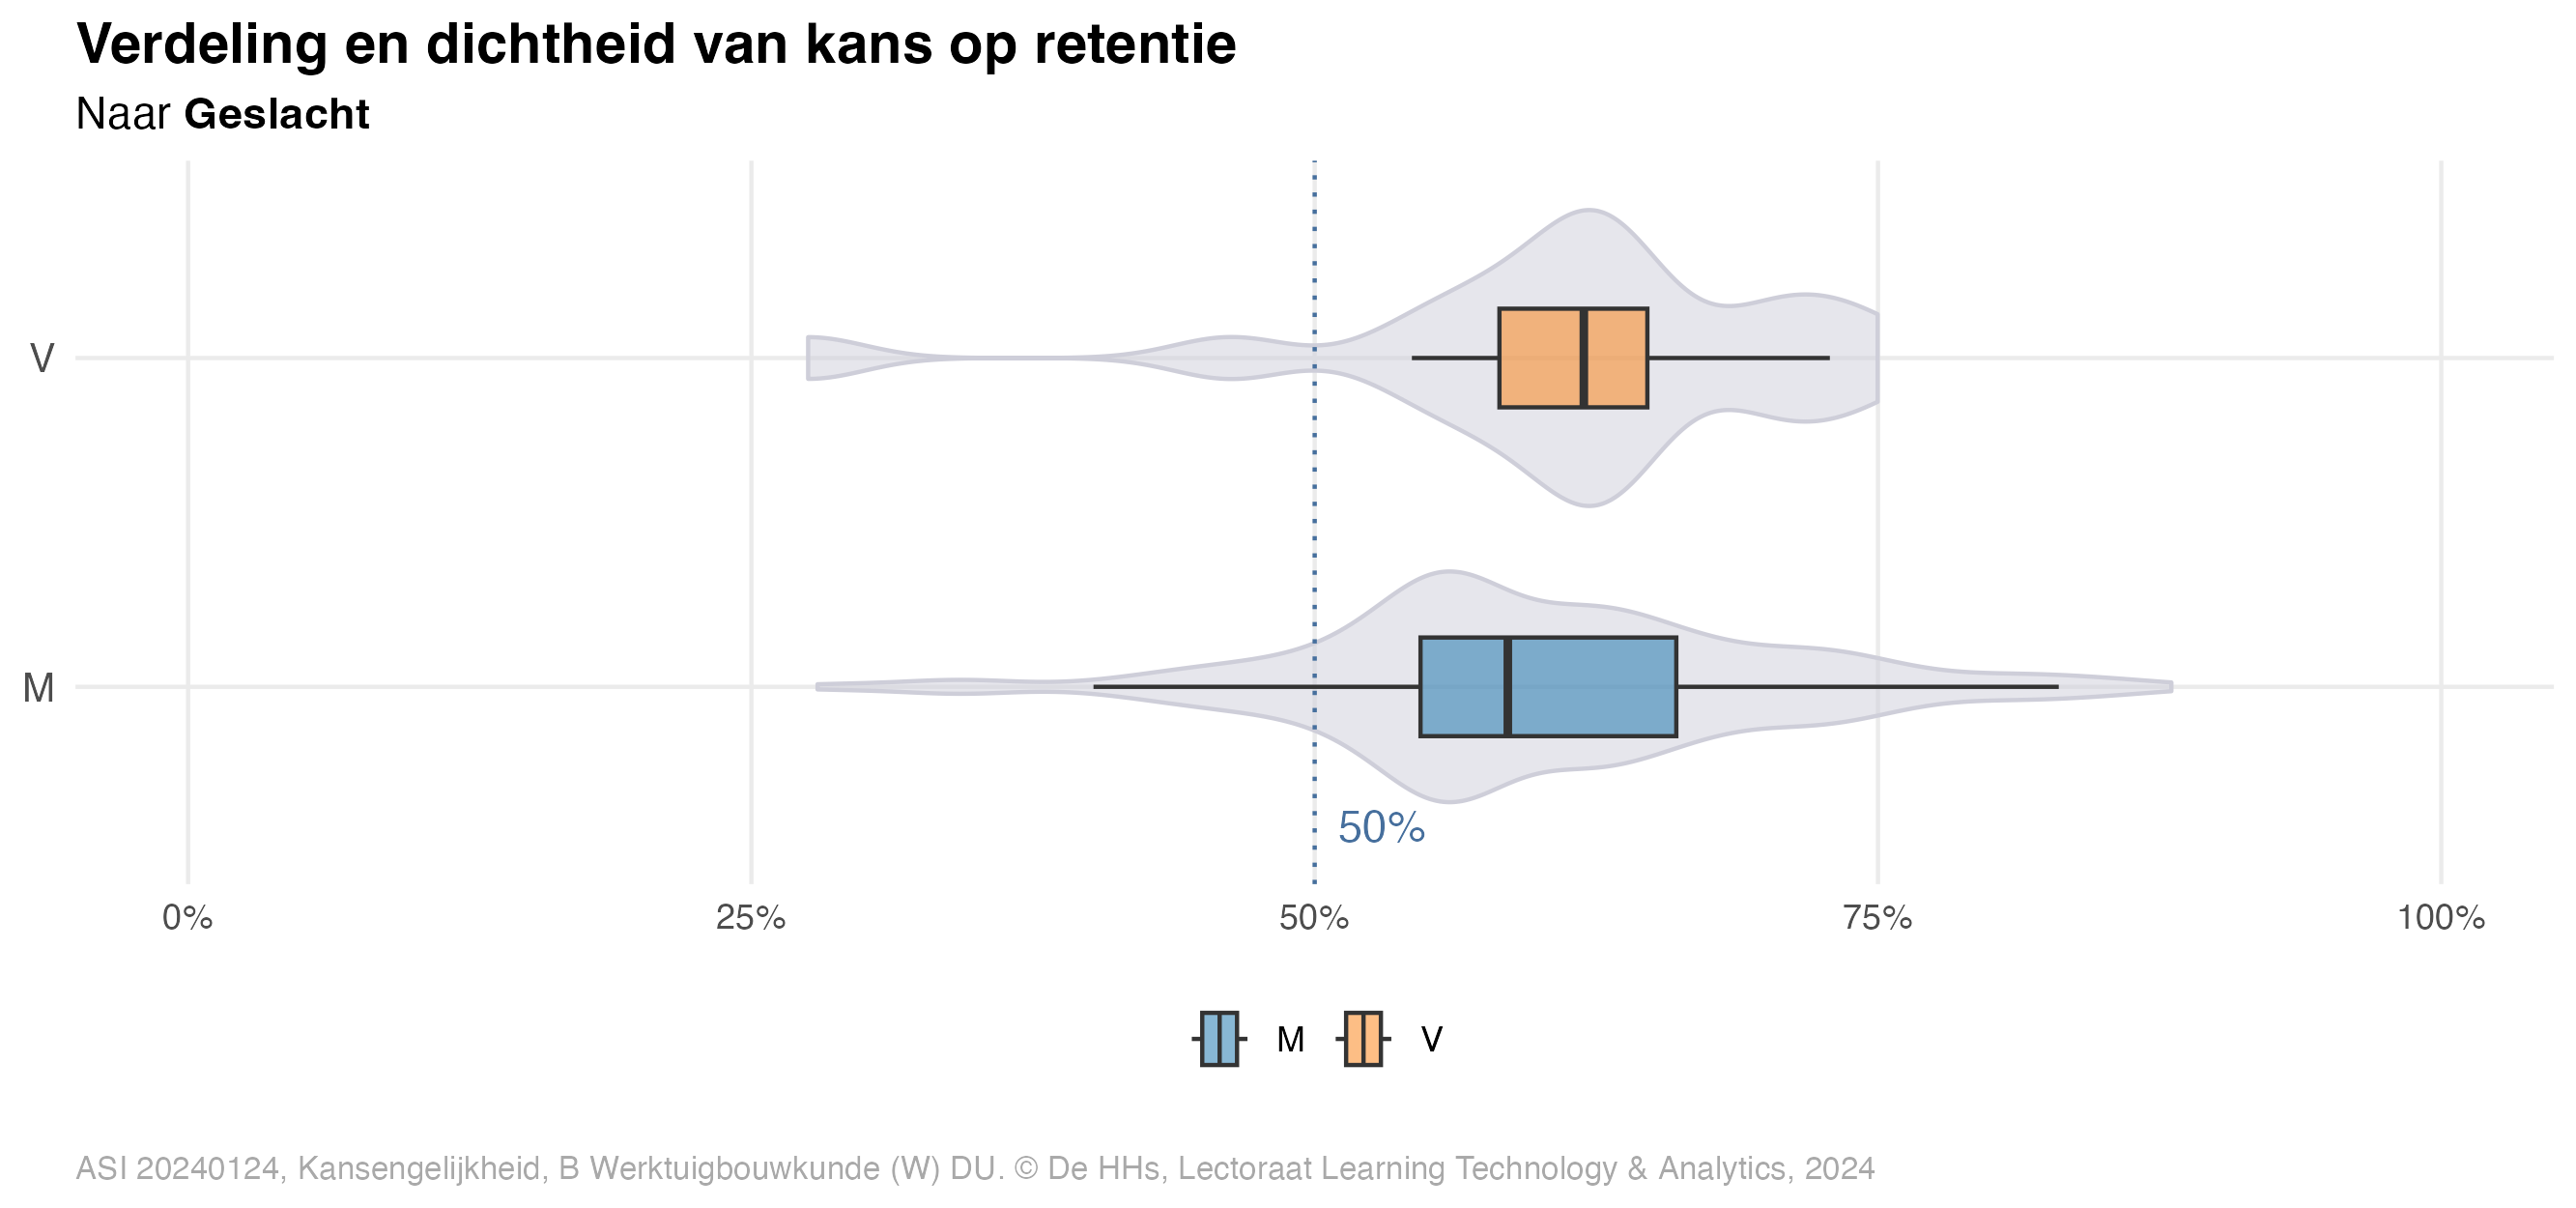 Verdeling en dichtheid van kans op retentie
Naar Geslacht
V
M
50%
0% 25% 50% 75% 100%
M V
ASI 20240124, Kansengelijkheid, B Werktuigbouwkunde (W) DU. © De HHs, Lectoraat Learning Technology & Analytics, 2024